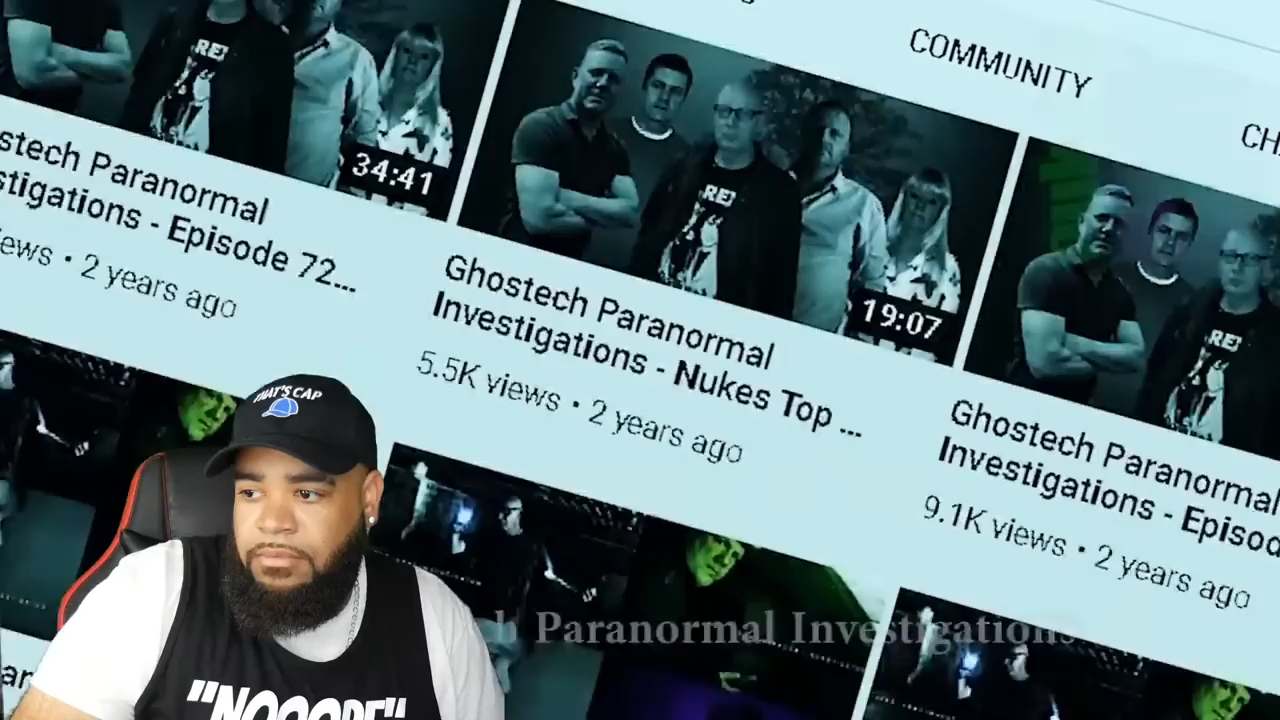 COMMUNITY
34:41
stech Paranormal
stigations - Episode 72...
ews • 2 years ago
19:07
Ghostech Paranormal
Investigations - Nukes Top ...
5.5K views • 2 years ago
Ghostech Paranormal
Investigations - Episod
9.1K views • 2 years ago
THAT'S CAP
"NOOOPE"
Paranormal Investigations